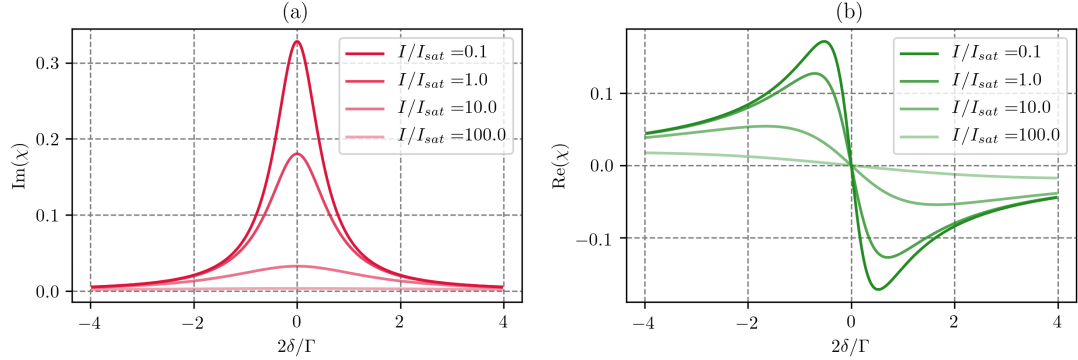 (a)
Im(χ)
0.3
0.2
0.1
0.0
−4
−2
0
2
4
2δ/Γ
I/I_sat =0.1
I/I_sat =1.0
I/I_sat =10.0
I/I_sat =100.0
(b)
Re(χ)
0.1
0.0
−0.1
−4
−2
0
2
4
2δ/Γ
I/I_sat =0.1
I/I_sat =1.0
I/I_sat =10.0
I/I_sat =100.0